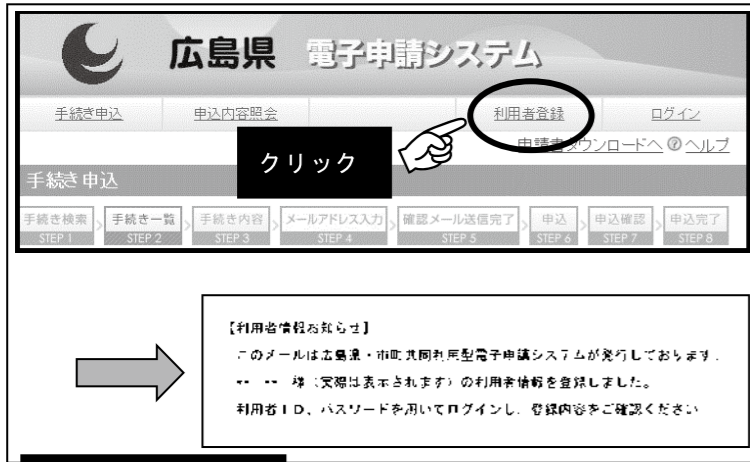 広島県 電子申請システム
手続き申込 申込内容照会 利用者登録 ログイン
申請書ダウンロードへ ヘルプ
クリック
手続き申込
手続き検索 手続き一覧 手続き内容 メールアドレス入力 確認メール送信完了 申込 申込確認 申込完了
STEP 1 STEP 2 STEP 3 STEP 4 STEP 5 STEP 6 STEP 7 STEP 8
【利用者情報お知らせ】
このメールは広島県・市町共同利用型電子申請システムが発行しております.
** ** 様（実際は表示されます）の利用者情報を登録しました。
利用者ID、パスワードを用いてログインし、登録内容をご確認ください